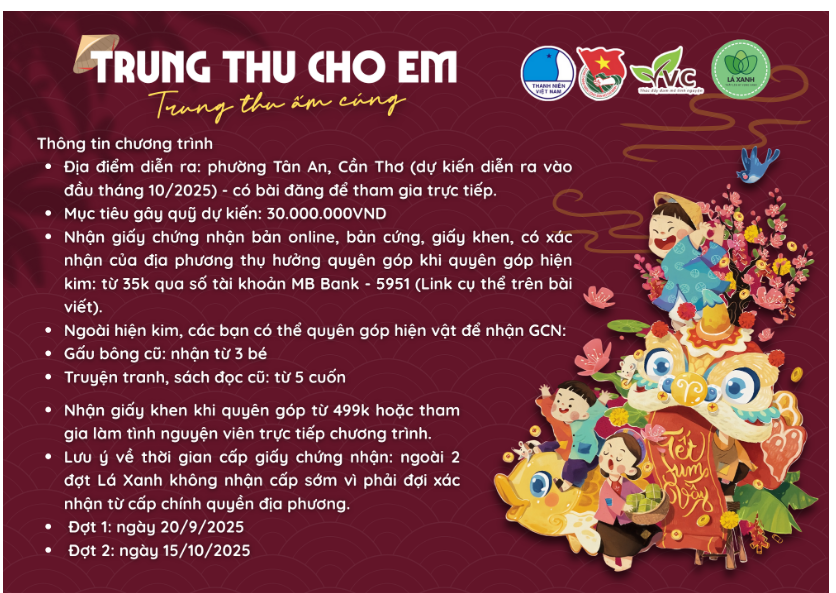 TRUNG THU CHO EM
Trung thu ấm cúng
THANH NIÊN
VIỆT NAM
VVC
LÁ XANH
Thông tin chương trình
• Địa điểm diễn ra: phường Tân An, Cần Thơ (dự kiến diễn ra vào
đầu tháng 10/2025) - có bài đăng để tham gia trực tiếp.
• Mục tiêu gây quỹ dự kiến: 30.000.000VND
• Nhận giấy chứng nhận bản online, bản cứng, giấy khen, có xác
nhận của địa phương thụ hưởng quyên góp khi quyên góp hiện
kim: từ 35k qua số tài khoản MB Bank - 5951 (Link cụ thể trên bài
viết).
• Ngoài hiện kim, các bạn có thể quyên góp hiện vật để nhận GCN:
• Gấu bông cũ: nhận từ 3 bé
• Truyện tranh, sách đọc cũ: từ 5 cuốn
• Nhận giấy khen khi quyên góp từ 499k hoặc tham
gia làm tình nguyện viên trực tiếp chương trình.
• Lưu ý về thời gian cấp giấy chứng nhận: ngoài 2
đợt Lá Xanh không nhận cấp sớm vì phải đợi xác
nhận từ cấp chính quyền địa phương.
• Đợt 1: ngày 20/9/2025
• Đợt 2: ngày 15/10/2025
Tết
sum
vầy